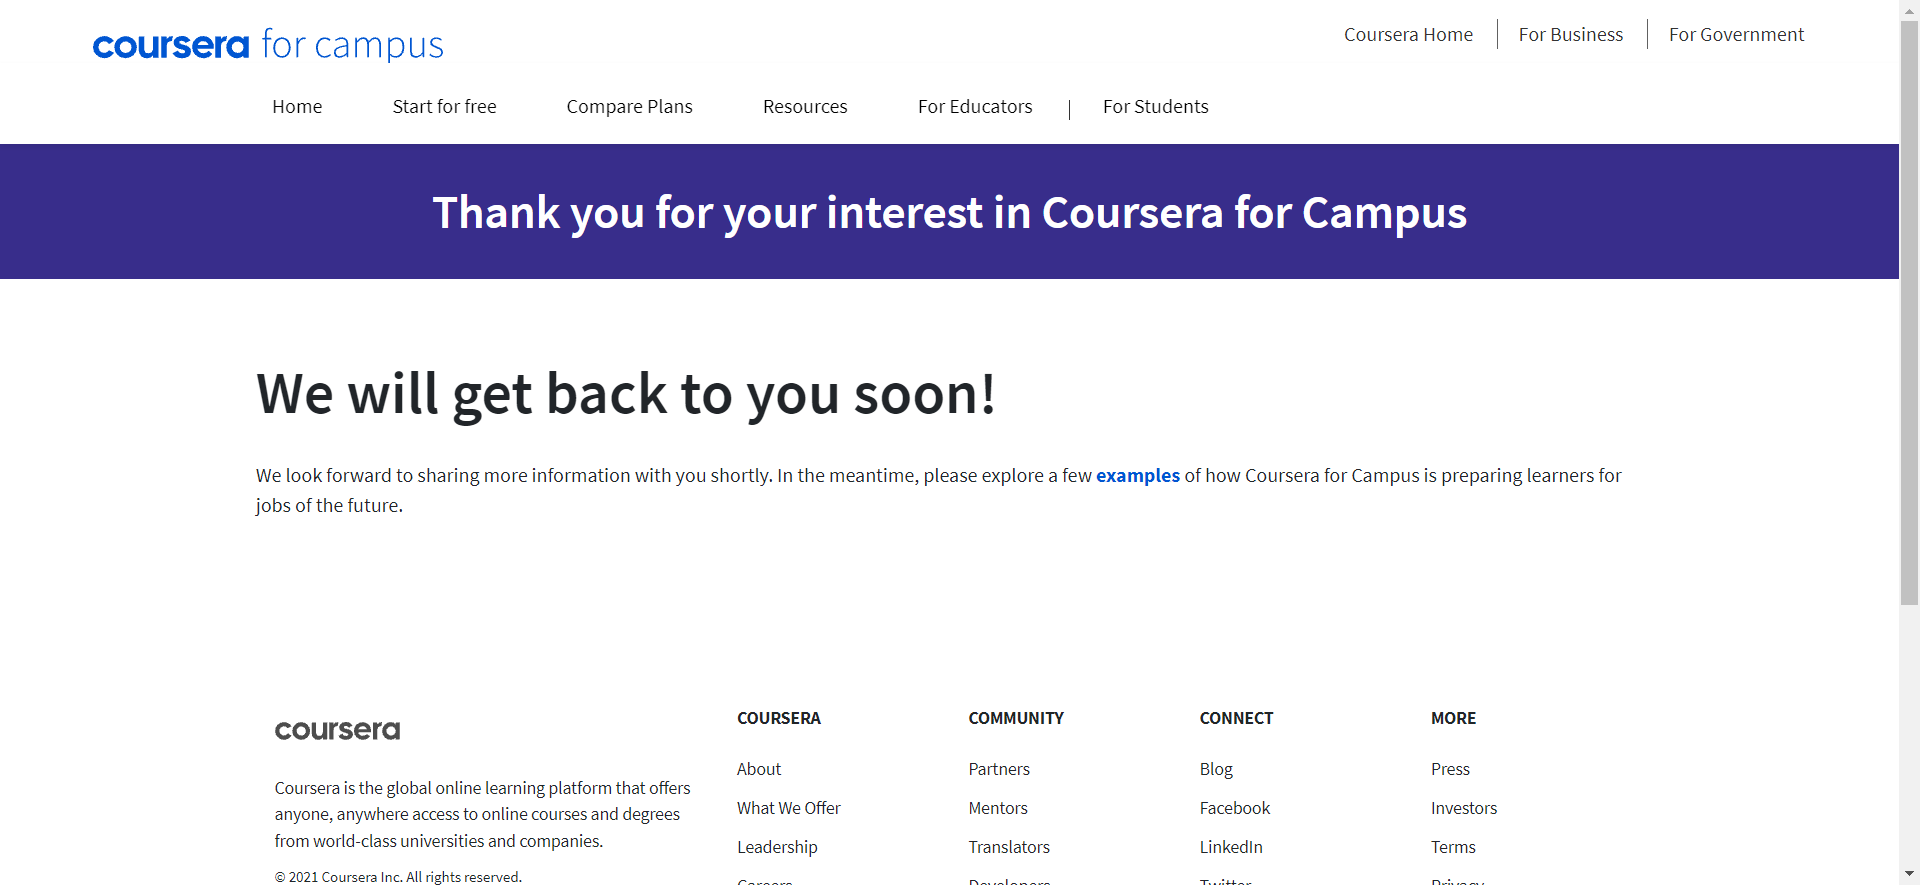 coursera for campus
Coursera Home
For Business
For Government
Home
Start for free
Compare Plans
Resources
For Educators
For Students
Thank you for your interest in Coursera for Campus
We will get back to you soon!
We look forward to sharing more information with you shortly. In the meantime, please explore a few examples of how Coursera for Campus is preparing learners for
jobs of the future.
coursera
Coursera is the global online learning platform that offers
anyone, anywhere access to online courses and degrees
from world-class universities and companies.
© 2021 Coursera Inc. All rights reserved.
COURSERA
About
What We Offer
Leadership
Careers
COMMUNITY
Partners
Mentors
Translators
Developers
CONNECT
Blog
Facebook
LinkedIn
Twitter
MORE
Press
Investors
Terms
Privacy